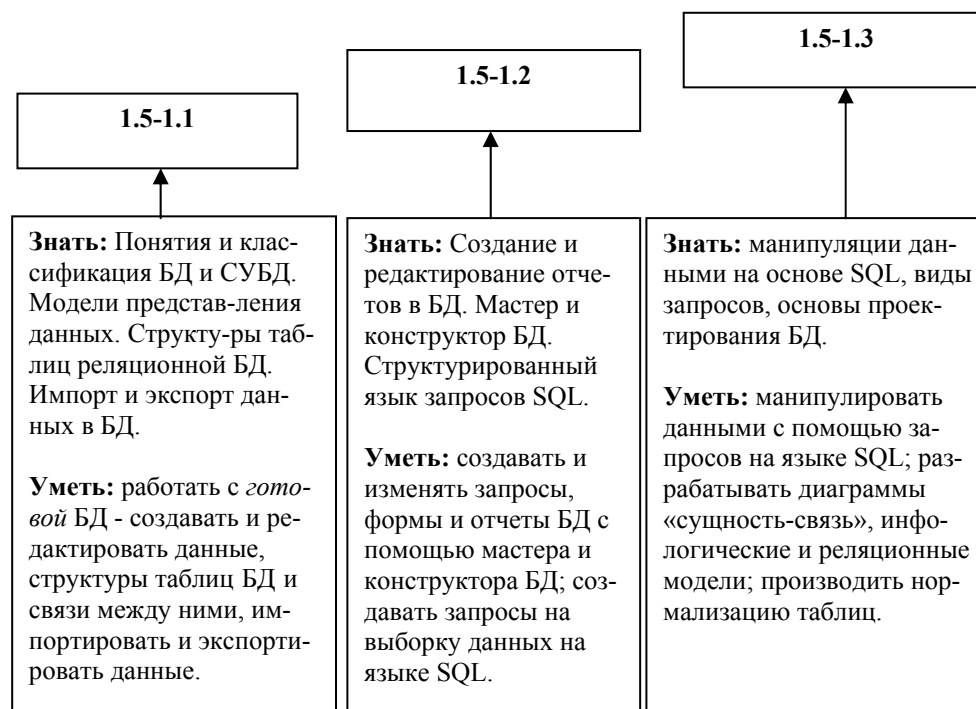 1.5-1.1
1.5-1.2
1.5-1.3
Знать: Понятия и клас-
сификация БД и СУБД.
Модели представ-ления
данных. Структу-ры таб-
лиц реляционной БД.
Импорт и экспорт дан-
ных в БД.
Уметь: работать с гото-
вой БД - создавать и ре-
дактировать данные,
структуры таблиц БД и
связи между ними, им-
портировать и экспорти-
ровать данные.
Знать: Создание и
редактирование отче-
тов в БД. Мастер и
конструктор БД.
Структурированный
язык запросов SQL.
Уметь: создавать и
изменять запросы,
формы и отчеты БД с
помощью мастера и
конструктора БД; соз-
давать запросы на
выборку данных на
языке SQL.
Знать: манипуляции дан-
ными на основе SQL, виды
запросов, основы проек-
тирования БД.
Уметь: манипулировать
данными с помощью за-
просов на языке SQL; раз-
рабатывать диаграммы
«сущность-связь», инфо-
логические и реляционные
модели; производить нор-
мализацию таблиц.